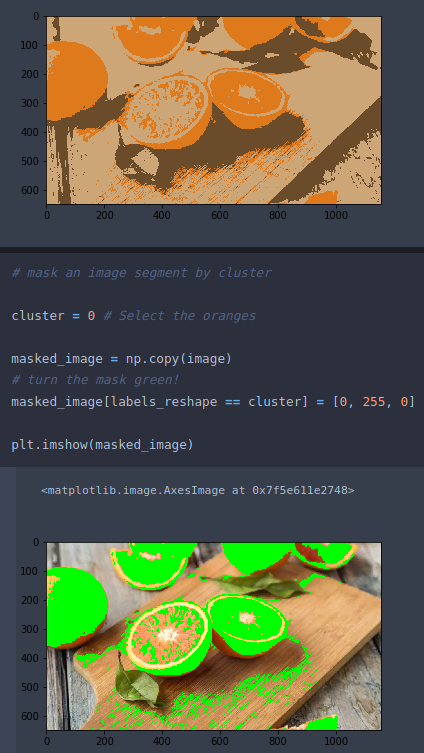 0
100
200
300
400
500
600
0 200 400 600 800 1000
# mask an image segment by cluster
cluster = 0 # Select the oranges
masked_image = np.copy(image)
# turn the mask green!
masked_image[labels_reshape == cluster] = [0, 255, 0]
plt.imshow(masked_image)
<matplotlib.image.AxesImage at 0x7f5e611e2748>
0
100
200
300
400
500
600
0 200 400 600 800 1000